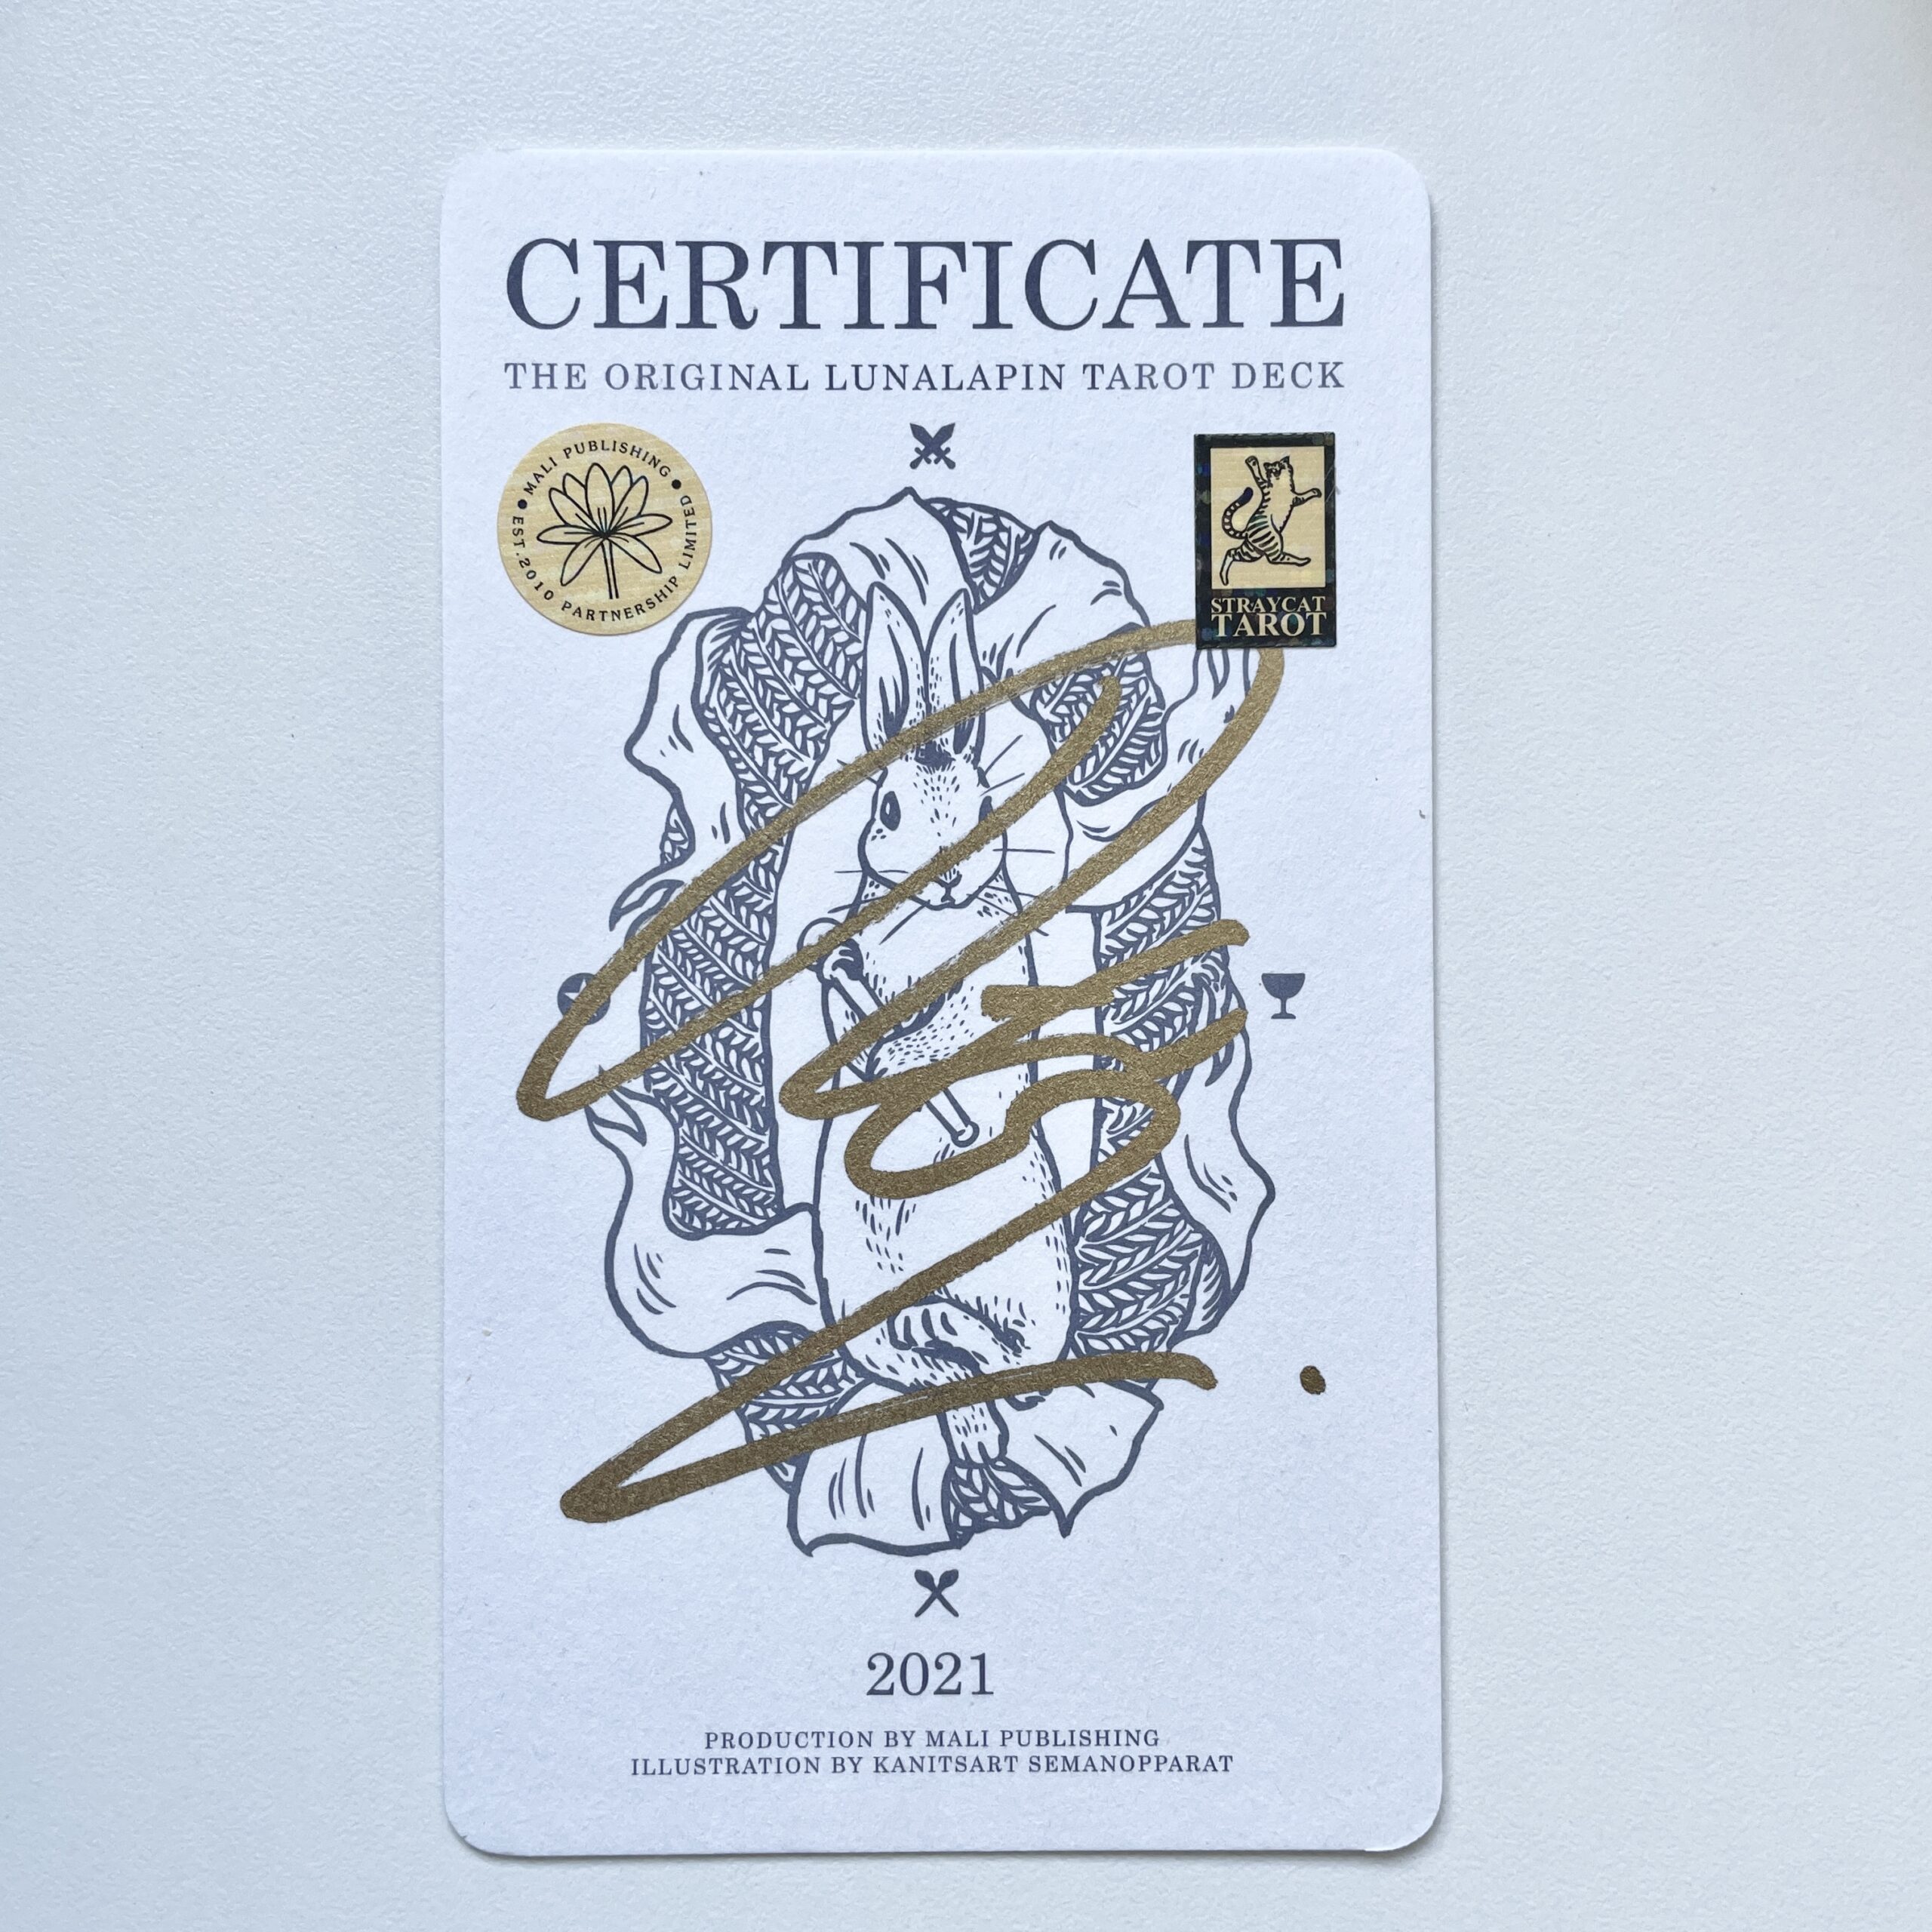 CERTIFICATE
THE ORIGINAL LUNALAPIN TAROT DECK
MALI PUBLISHING
EST. 2010 PARTNERSHIP LIMITED
STRAYCAT
TAROT
2021
PRODUCTION BY MALI PUBLISHING
ILLUSTRATION BY KANITSART SEMANOPPARAT